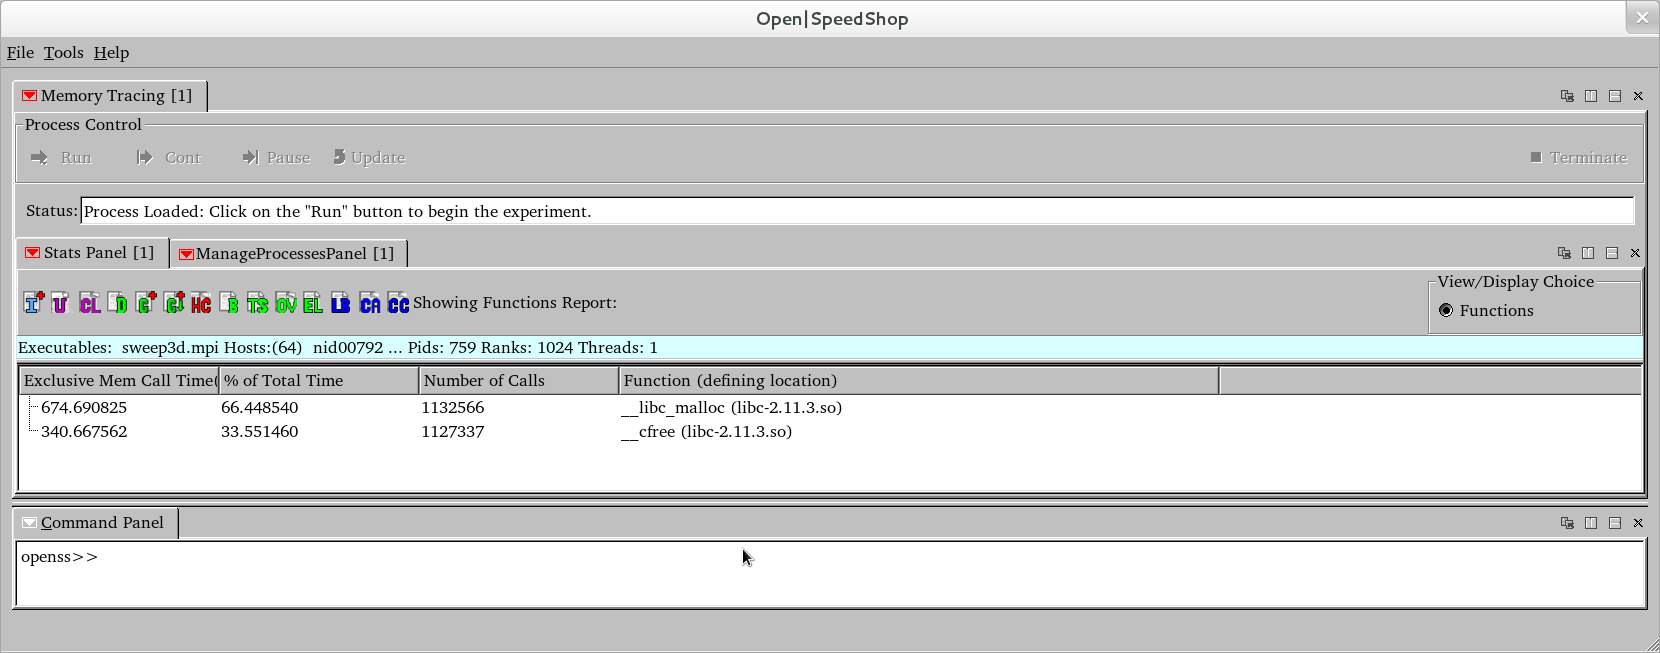 Open|SpeedShop
File Tools Help
Memory Tracing [1]
Process Control
Run Cont Pause Update Terminate
Status: Process Loaded: Click on the "Run" button to begin the experiment.
Stats Panel [1] ManageProcessesPanel [1]
View/Display Choice
I U CL D G G HC B TS OV EL LB CA CC Showing Functions Report:
Functions
Executables: sweep3d.mpi Hosts:(64) nid00792 ... Pids: 759 Ranks: 1024 Threads: 1
Exclusive Mem Call Time( % of Total Time Number of Calls Function (defining location)
674.690825 66.448540 1132566 __libc_malloc (libc-2.11.3.so)
340.667562 33.551460 1127337 __cfree (libc-2.11.3.so)
Command Panel
openss>>